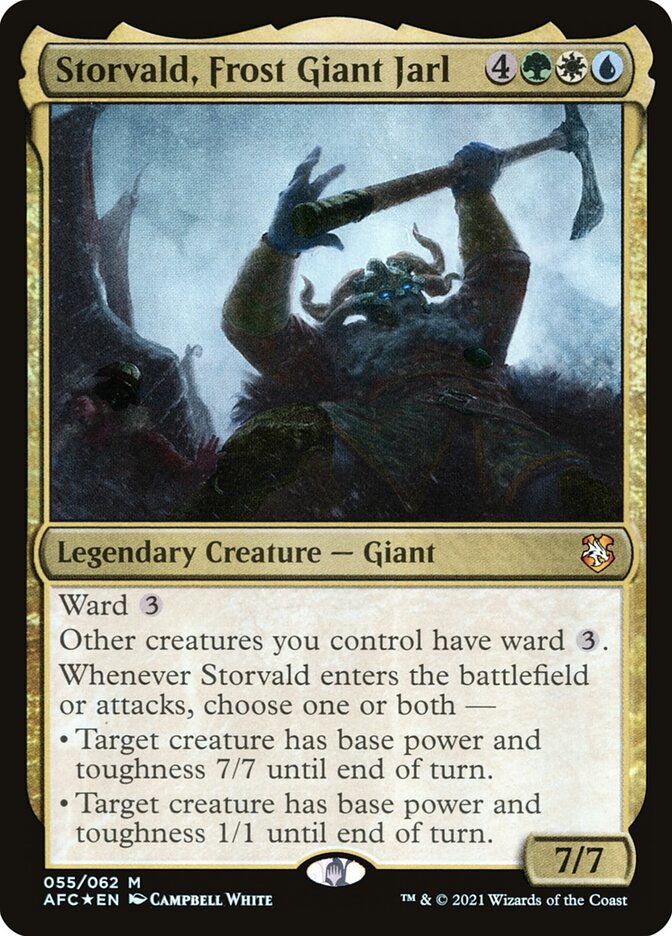 Storvald, Frost Giant Jarl 4
Legendary Creature — Giant
Ward 3
Other creatures you control have ward 3.
Whenever Storvald enters the battlefield
or attacks, choose one or both —
• Target creature has base power and
toughness 7/7 until end of turn.
• Target creature has base power and
toughness 1/1 until end of turn.
7/7
055/062 M
AFC★EN CAMPBELL WHITE
™ & © 2021 Wizards of the Coast